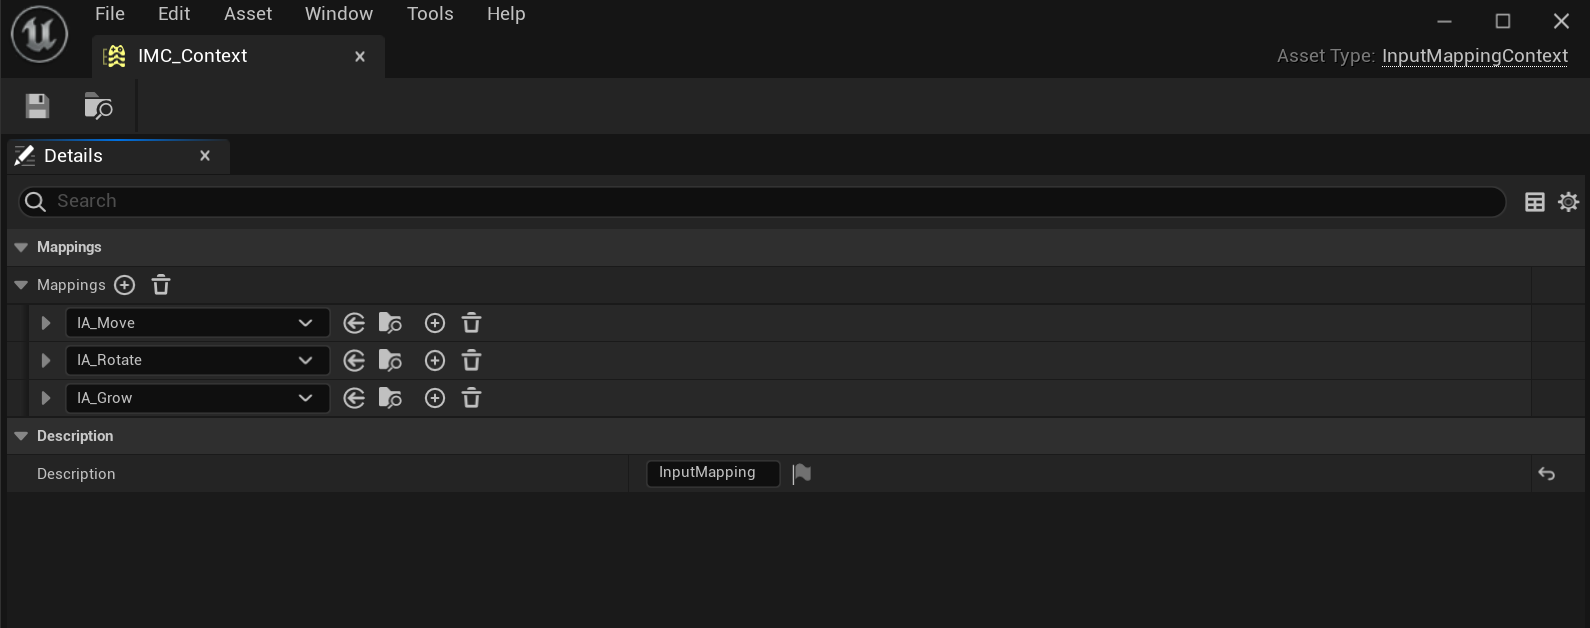 File Edit Asset Window Tools Help
IMC_Context
Asset Type: InputMappingContext
Details
Search
Mappings
Mappings
IA_Move
IA_Rotate
IA_Grow
Description
Description InputMapping